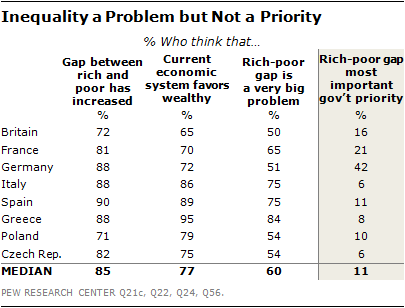 Inequality a Problem but Not a Priority
% Who think that…
Gap between rich and poor has increased
Current economic system favors wealthy
Rich-poor gap is a very big problem
Rich-poor gap most important gov't priority
% % % %
Britain 72 65 50 16
France 81 70 65 21
Germany 88 72 51 42
Italy 88 86 75 6
Spain 90 89 75 11
Greece 88 95 84 8
Poland 71 79 54 10
Czech Rep. 82 75 54 6
MEDIAN 85 77 60 11
PEW RESEARCH CENTER Q21c, Q22, Q24, Q56.